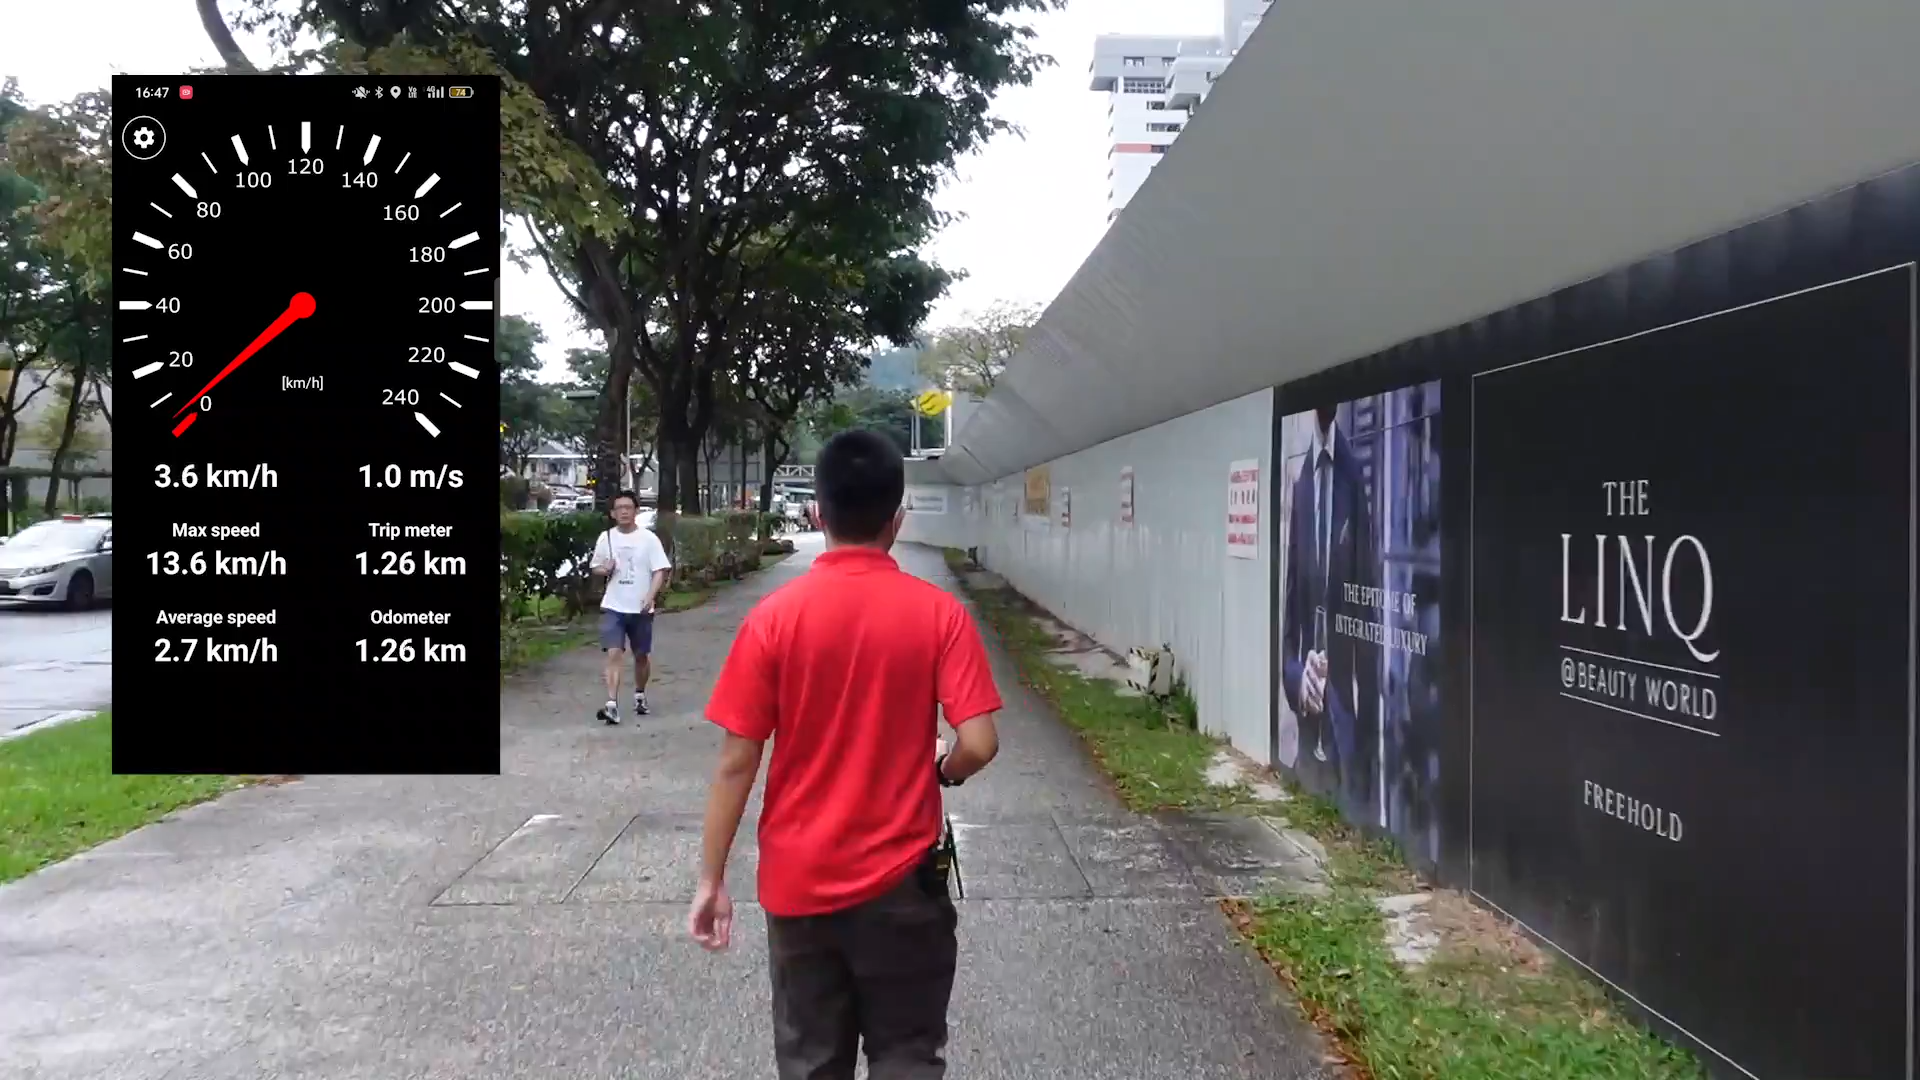 16:47
74
100
120
140
80
160
60
180
40
200
20
220
[km/h]
0
240
3.6 km/h
1.0 m/s
Max speed
Trip meter
13.6 km/h
1.26 km
Average speed
Odometer
2.7 km/h
1.26 km
THE EPITOME OF
INTEGRATED LUXURY
THE
LINQ
@BEAUTY WORLD
FREEHOLD